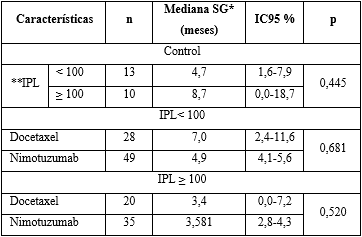 Características n Mediana SG* (meses) IC95 % p
Control
**IPL < 100 13 4,7 1,6-7,9 0,445
≥ 100 10 8,7 0,0-18,7
IPL< 100
Docetaxel 28 7,0 2,4-11,6 0,681
Nimotuzumab 49 4,9 4,1-5,6
IPL ≥ 100
Docetaxel 20 3,4 0,0-7,2 0,520
Nimotuzumab 35 3,581 2,8-4,3